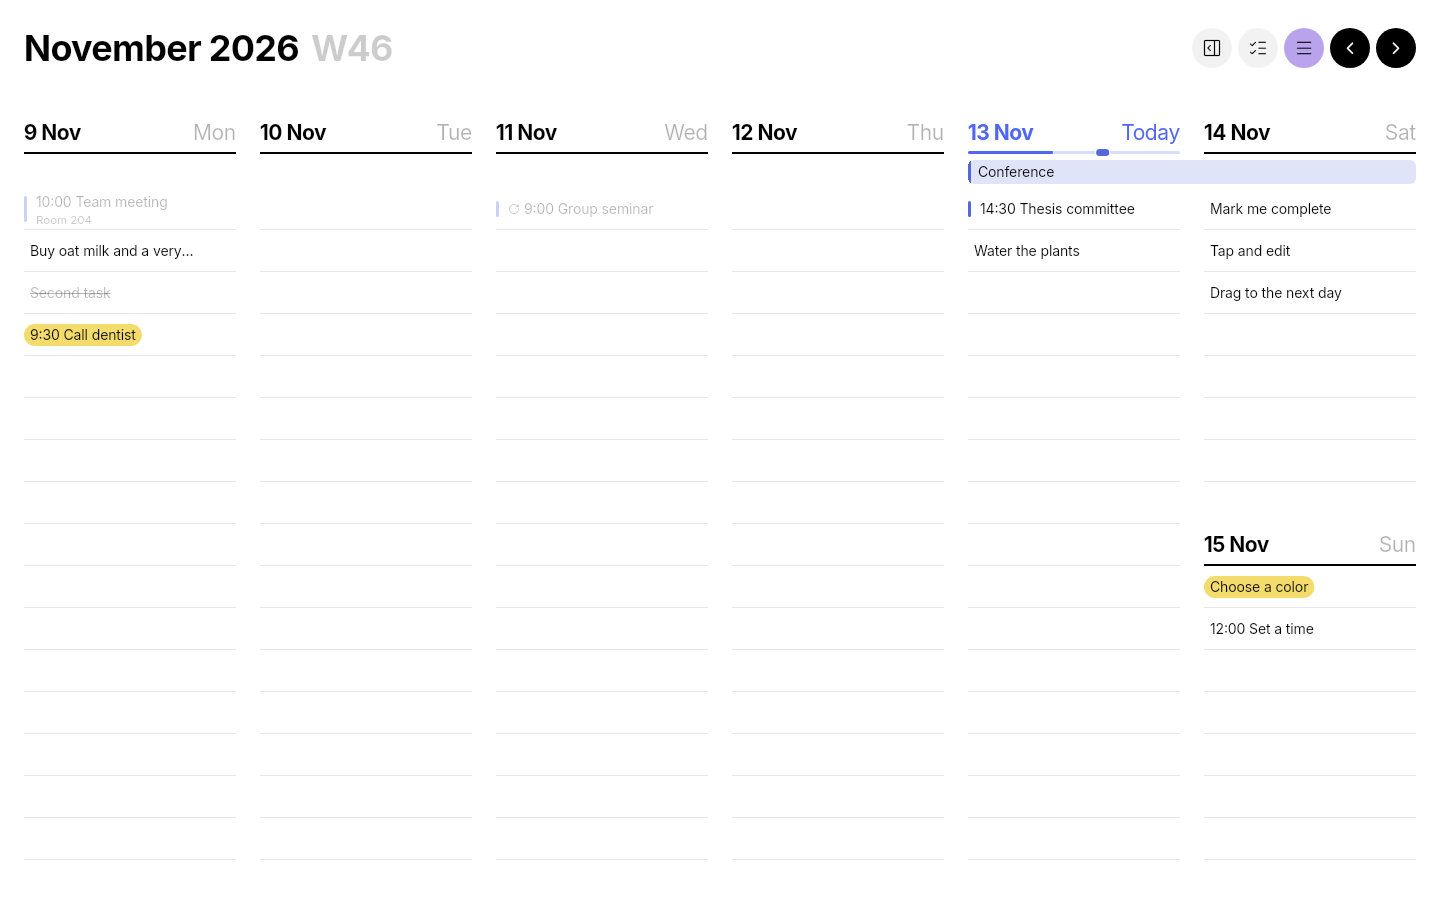 November 2026 W46
9 Nov Mon
10:00 Team meeting
Room 204
Buy oat milk and a very...
Second task
9:30 Call dentist
10 Nov Tue
11 Nov Wed
9:00 Group seminar
12 Nov Thu
13 Nov Today
Conference
14:30 Thesis committee
Water the plants
14 Nov Sat
Mark me complete
Tap and edit
Drag to the next day
15 Nov Sun
Choose a color
12:00 Set a time